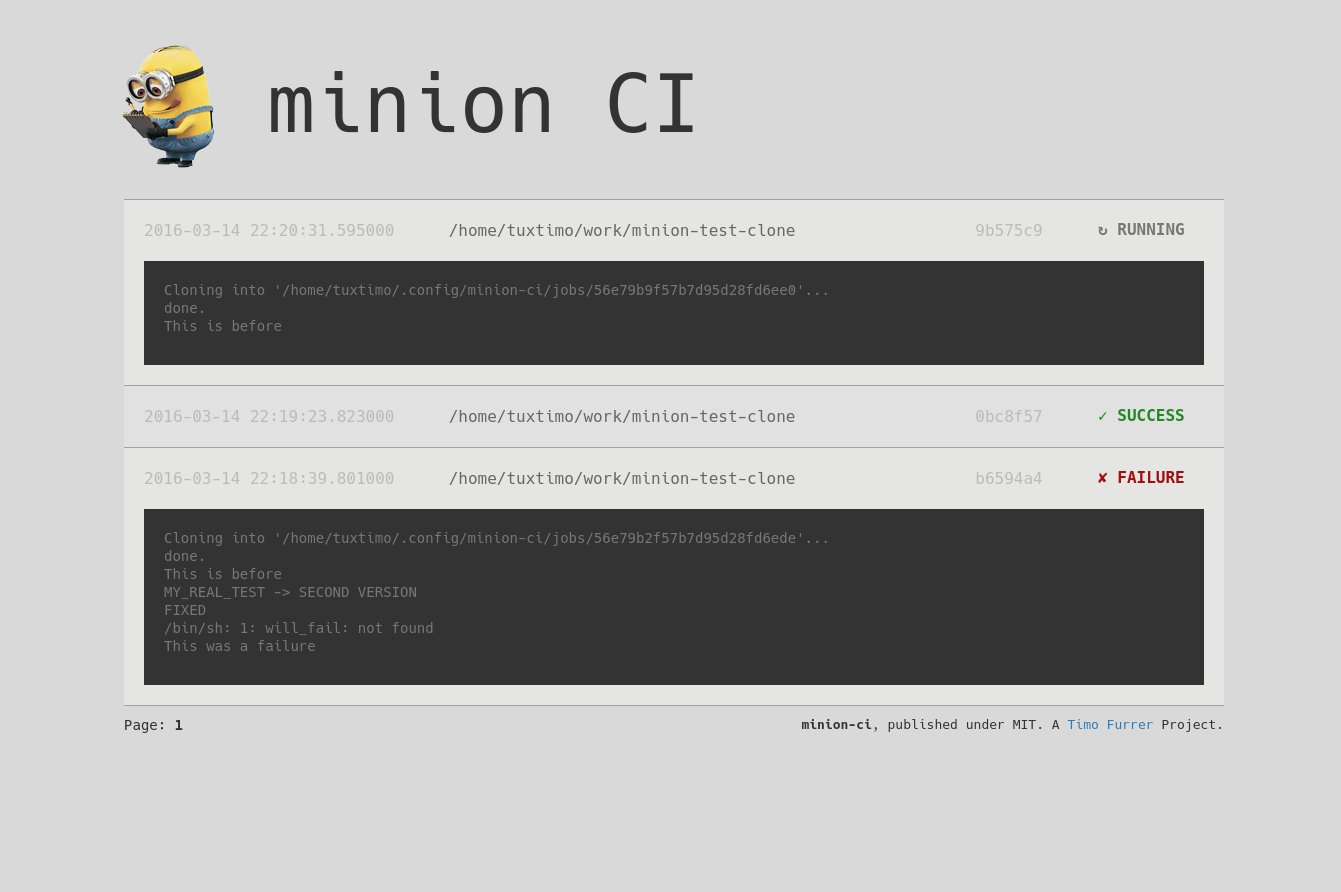 minion CI
2016-03-14 22:20:31.595000 /home/tuxtimo/work/minion-test-clone 9b575c9 ↻ RUNNING
Cloning into '/home/tuxtimo/.config/minion-ci/jobs/56e79b9f57b7d95d28fd6ee0'...
done.
This is before
2016-03-14 22:19:23.823000 /home/tuxtimo/work/minion-test-clone 0bc8f57 ✓ SUCCESS
2016-03-14 22:18:39.801000 /home/tuxtimo/work/minion-test-clone b6594a4 ✘ FAILURE
Cloning into '/home/tuxtimo/.config/minion-ci/jobs/56e79b2f57b7d95d28fd6ede'...
done.
This is before
MY_REAL_TEST -> SECOND VERSION
FIXED
/bin/sh: 1: will_fail: not found
This was a failure
Page: 1 minion-ci, published under MIT. A Timo Furrer Project.